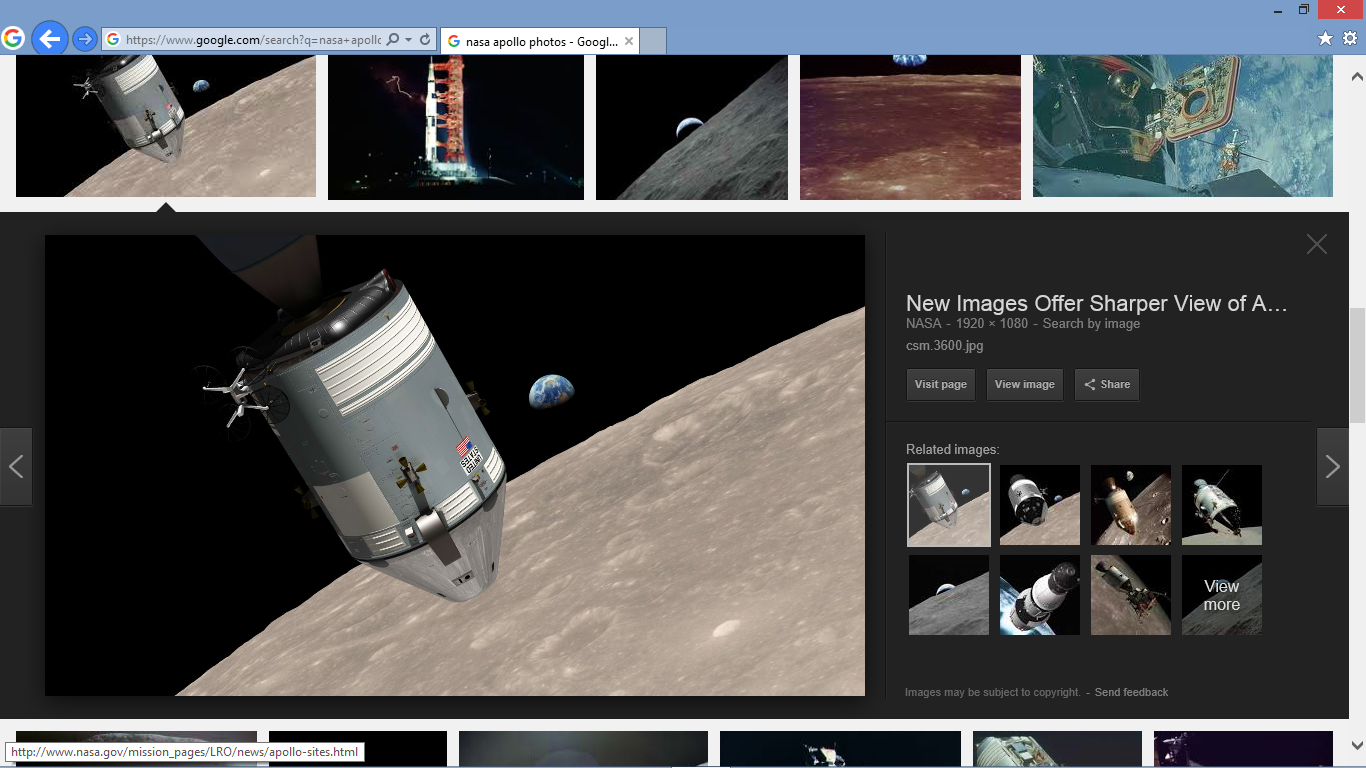 https://www.google.com/search?q=nasa+apollo
nasa apollo photos - Googl...
UNITED STATES
New Images Offer Sharper View of A...
NASA - 1920 × 1080 - Search by image
csm.3600.jpg
Visit page
View image
Share
Related images:
View
more
Images may be subject to copyright. - Send feedback
http://www.nasa.gov/mission_pages/LRO/news/apollo-sites.html